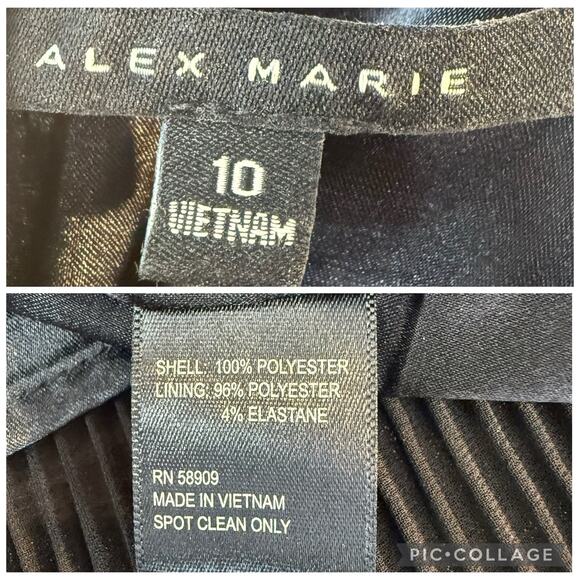 ALEX MARIE
10
VIETNAM
SHELL: 100% POLYESTER
LINING: 96% POLYESTER
4% ELASTANE
RN 58909
MADE IN VIETNAM
SPOT CLEAN ONLY
PIC•COLLAGE